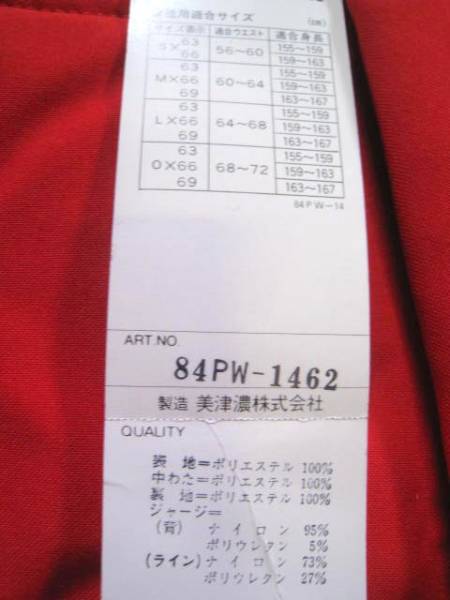 性用適合サイズ (cm)
サイズ表示 適合ウエスト 適合身長
63 155〜159
S× 56〜60
66 159〜163
63 155〜159
M×66 60〜64 159〜163
69 163〜167
63 155〜159
L×66 64〜68 159〜163
69 163〜167
63 155〜159
O×66 68〜72 159〜163
69 163〜167
84PW-14
ART.NO.
84PW-1462
製造 美津濃株式会社
QUALITY
表 地＝ポリエステル 100%
中わた＝ポリエステル 100%
裏 地＝ポリエステル 100%
ジャージ＝
(首) ナイロン 95%
ポリウレタン 5%
(ライン) ナイロン 73%
ポリウレタン 27%